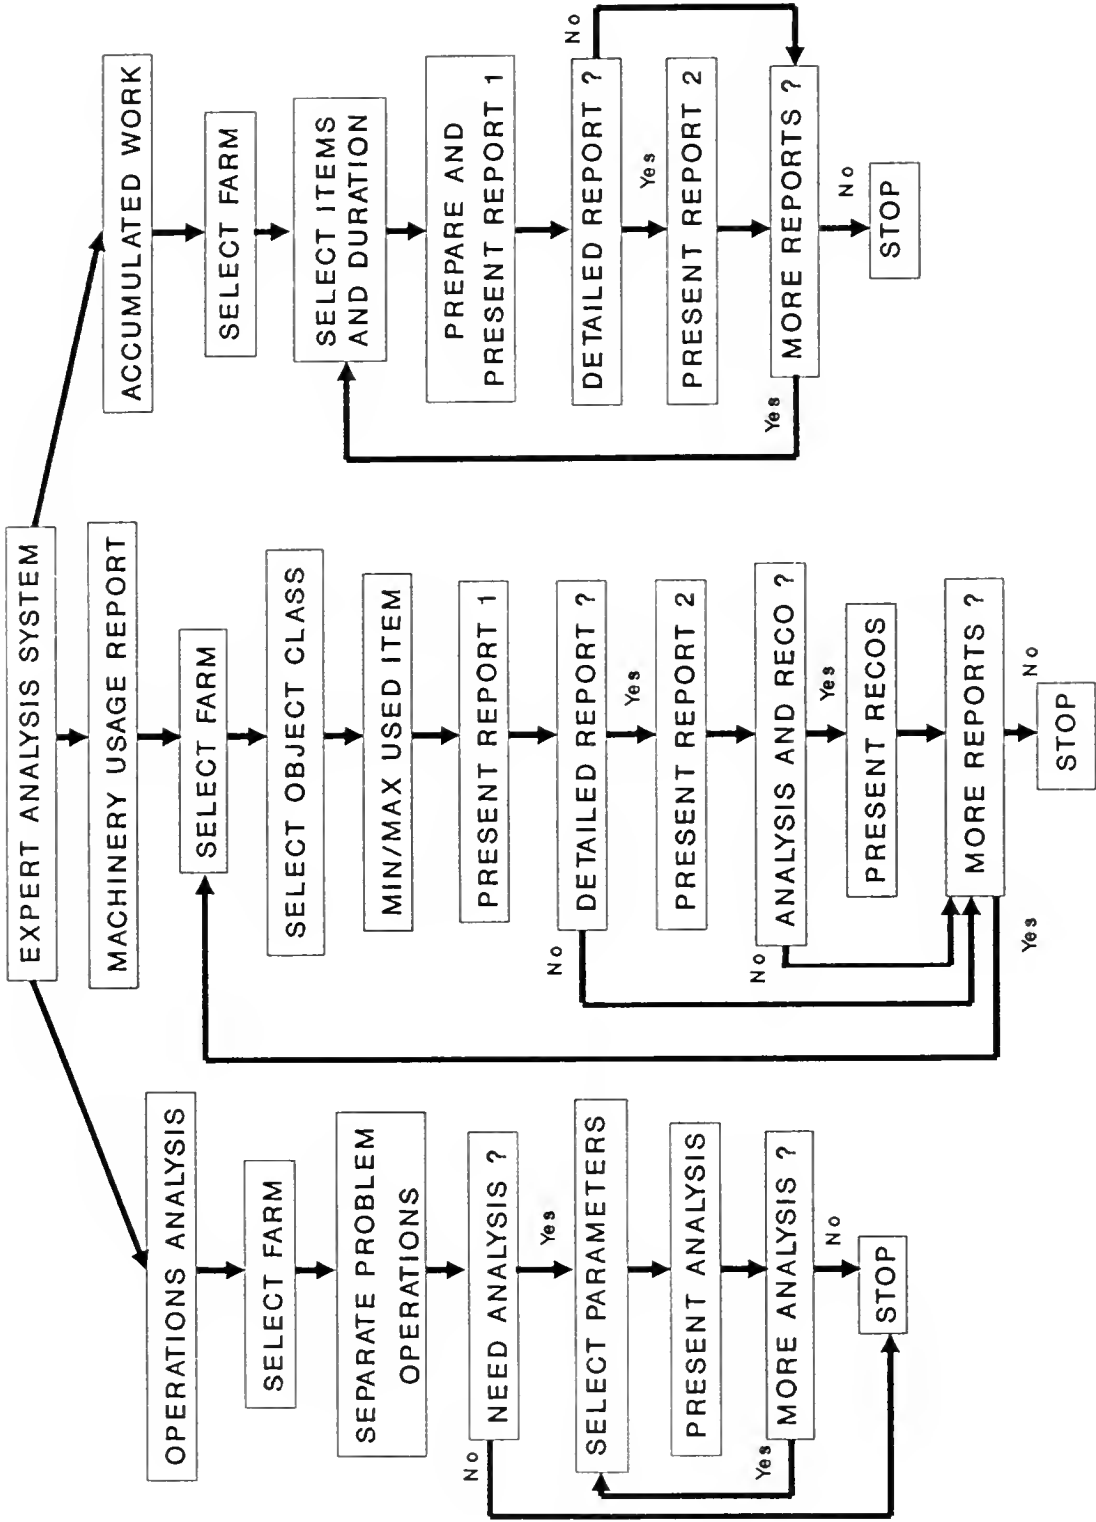 EXPERT ANALYSIS SYSTEM
OPERATIONS ANALYSIS
SELECT FARM
SEPARATE PROBLEM
OPERATIONS
NEED ANALYSIS ?
No
Yes
SELECT PARAMETERS
PRESENT ANALYSIS
MORE ANALYSIS ?
Yes
No
STOP
MACHINERY USAGE REPORT
SELECT FARM
SELECT OBJECT CLASS
MIN/MAX USED ITEM
PRESENT REPORT 1
DETAILED REPORT ?
No
Yes
PRESENT REPORT 2
ANALYSIS AND RECO ?
No
Yes
PRESENT RECOS
MORE REPORTS ?
Yes
No
STOP
ACCUMULATED WORK
SELECT FARM
SELECT ITEMS
AND DURATION
PREPARE AND
PRESENT REPORT 1
DETAILED REPORT ?
No
Yes
PRESENT REPORT 2
MORE REPORTS ?
Yes
No
STOP